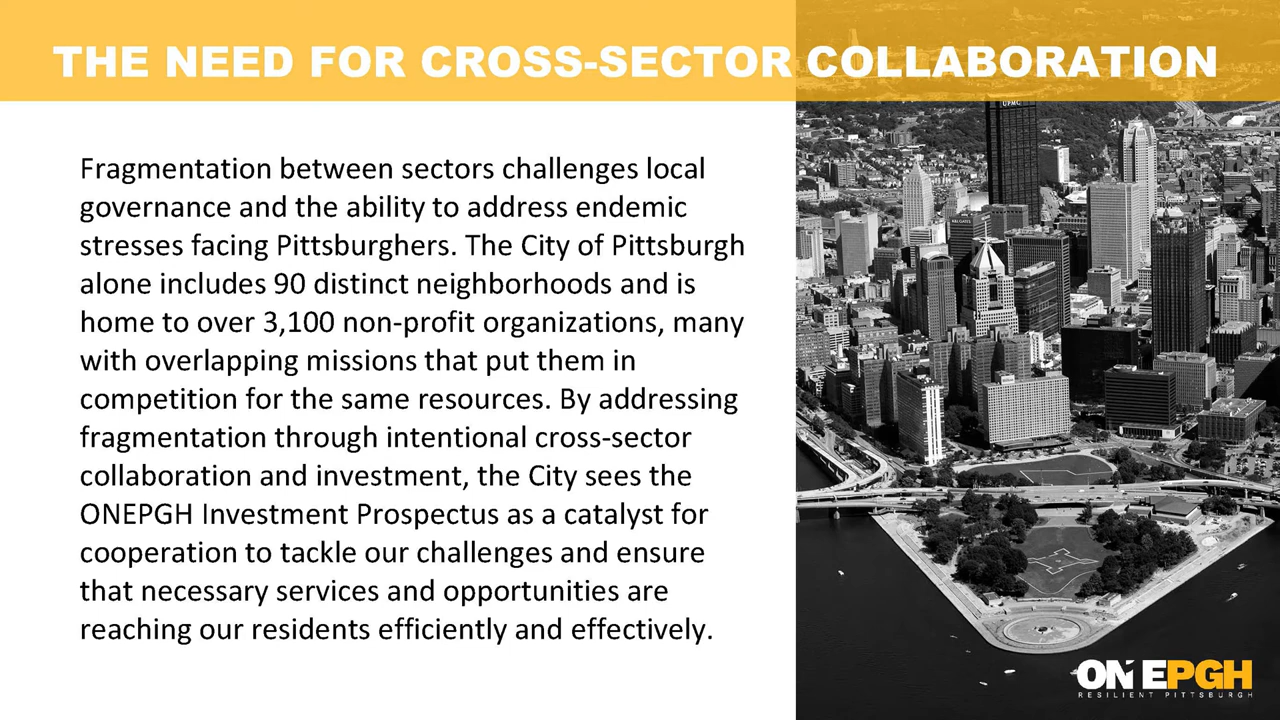 THE NEED FOR CROSS-SECTOR COLLABORATION
Fragmentation between sectors challenges local
governance and the ability to address endemic
stresses facing Pittsburghers. The City of Pittsburgh
alone includes 90 distinct neighborhoods and is
home to over 3,100 non-profit organizations, many
with overlapping missions that put them in
competition for the same resources. By addressing
fragmentation through intentional cross-sector
collaboration and investment, the City sees the
ONEPGH Investment Prospectus as a catalyst for
cooperation to tackle our challenges and ensure
that necessary services and opportunities are
reaching our residents efficiently and effectively.
UPMC
ONEPGH
RESILIENT PITTSBURGH